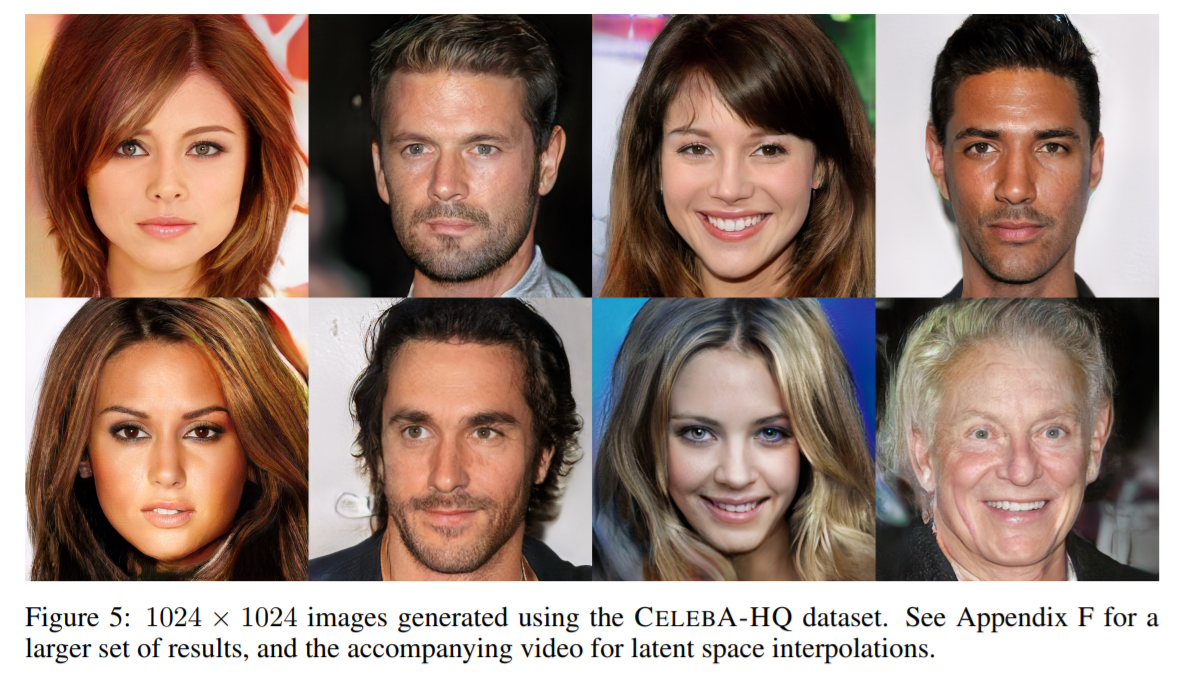 Figure 5: 1024 × 1024 images generated using the CELEBA-HQ dataset. See Appendix F for a
larger set of results, and the accompanying video for latent space interpolations.